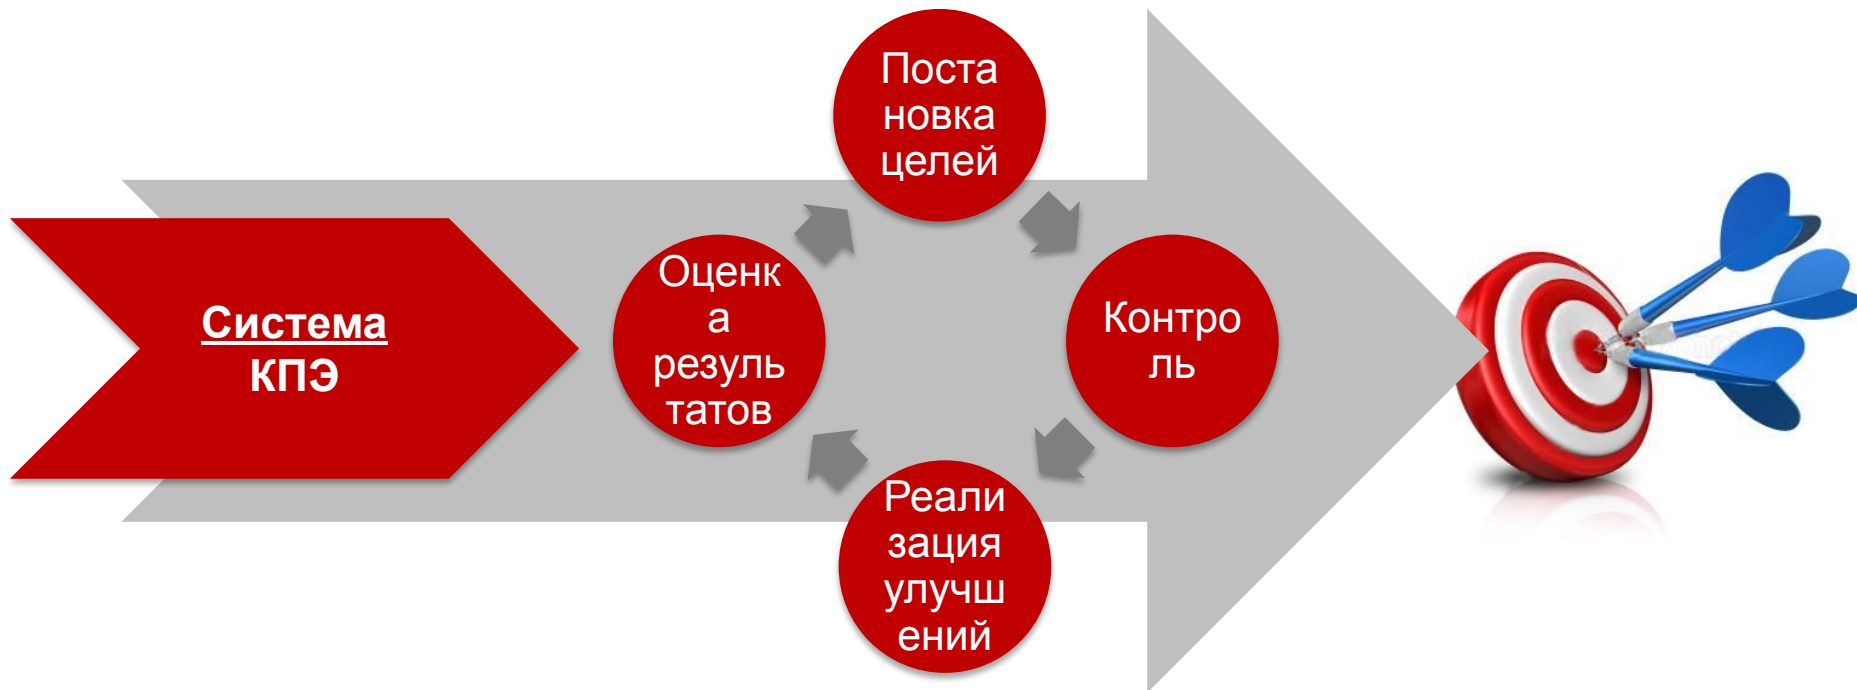 Система
КПЭ
Поста
новка
целей
Контро
ль
Реали
зация
улучш
ений
Оценк
а
резуль
татов